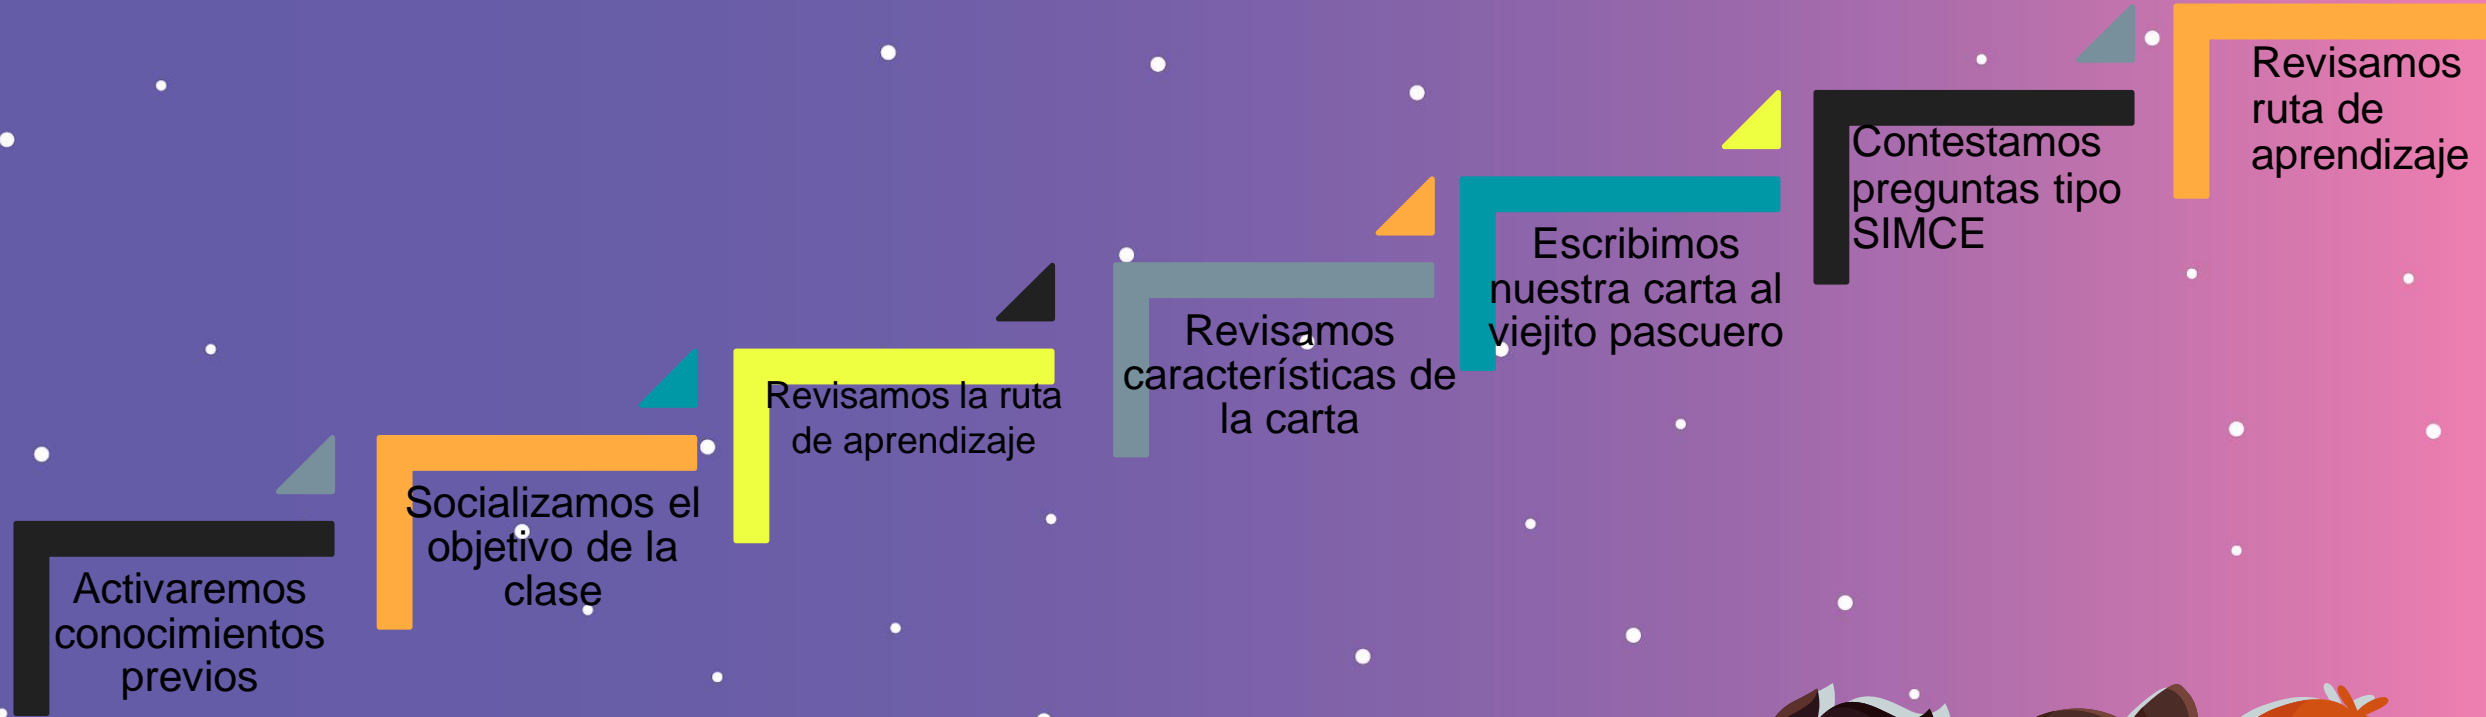 Activaremos
conocimientos
previos
Socializamos el
objetivo de la
clase
Revisamos la ruta
de aprendizaje
Revisamos
características de
la carta
Escribimos
nuestra carta al
viejito pascuero
Contestamos
preguntas tipo
SIMCE
Revisamos
ruta de
aprendizaje